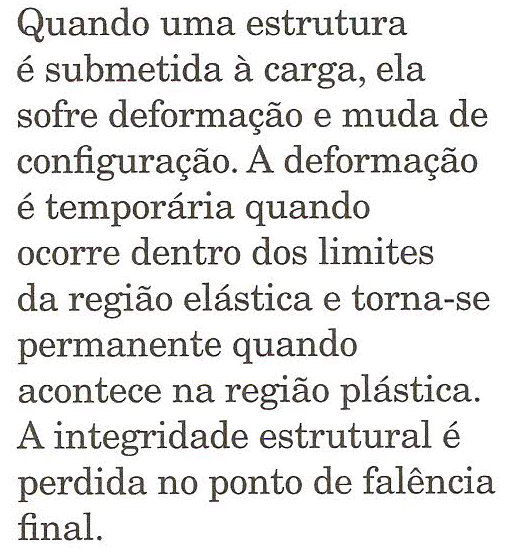 Quando uma estrutura
é submetida à carga, ela
sofre deformação e muda de
configuração. A deformação
é temporária quando
ocorre dentro dos limites
da região elástica e torna-se
permanente quando
acontece na região plástica.
A integridade estrutural é
perdida no ponto de falência
final.